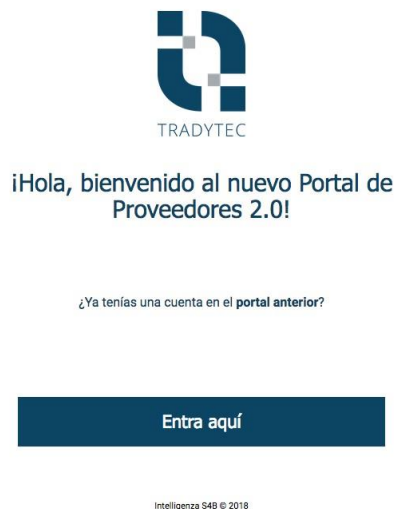 TRADYTEC
¡Hola, bienvenido al nuevo Portal de
Proveedores 2.0!
¿Ya tenías una cuenta en el portal anterior?
Entra aquí
Intelligenza S4B © 2018